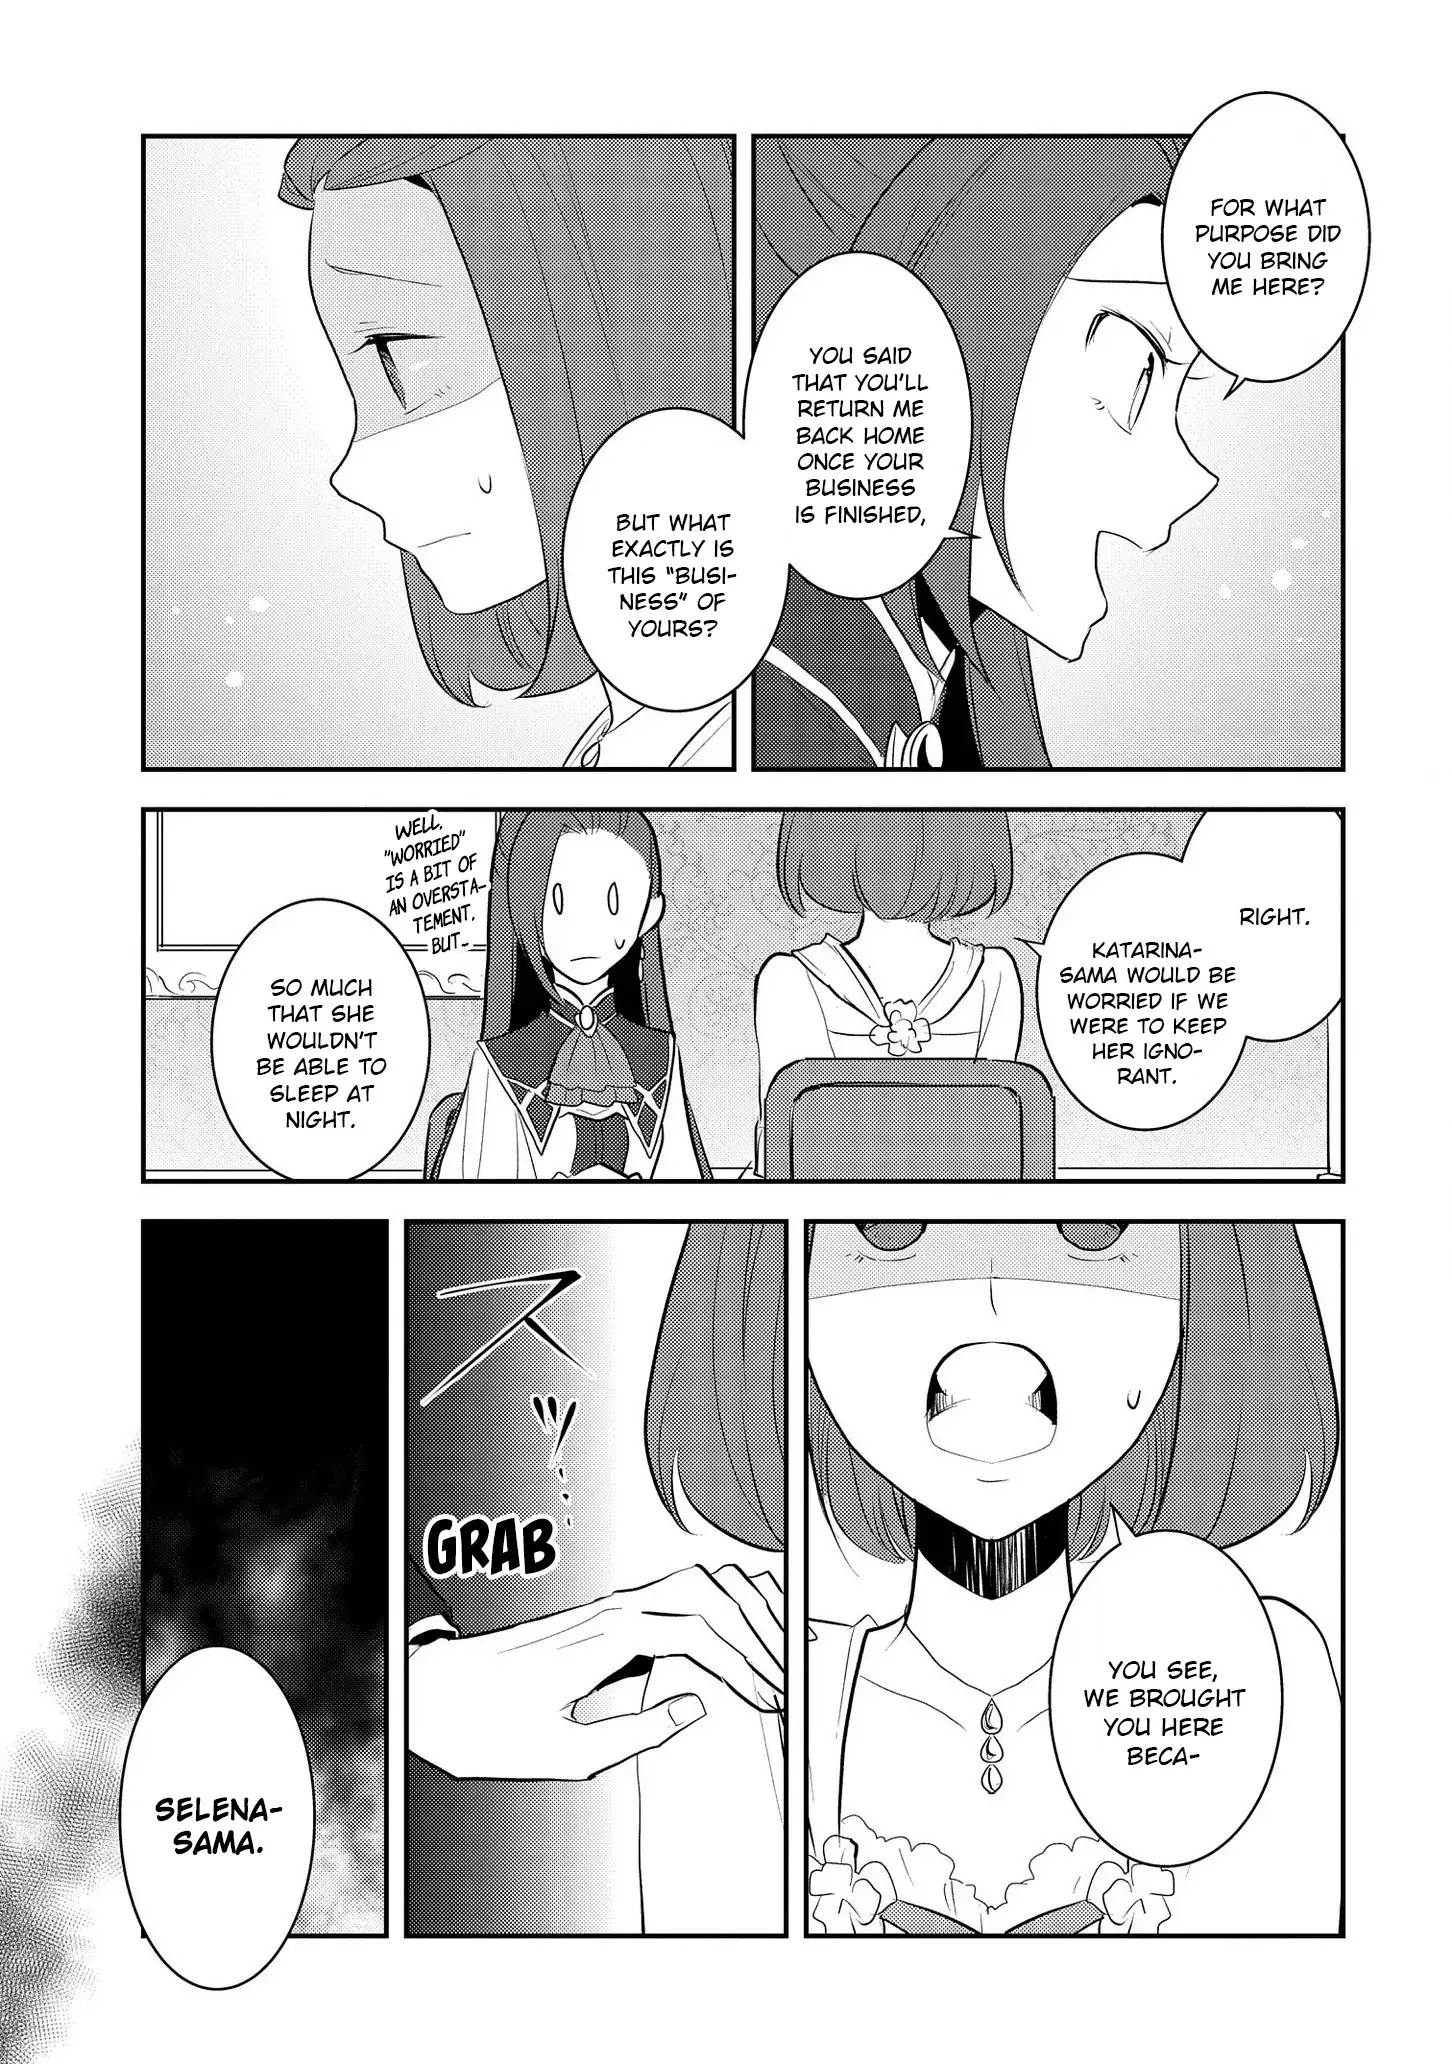 FOR WHAT
PURPOSE DID
YOU BRING
ME HERE?
YOU SAID
THAT YOU'LL
RETURN ME
BACK HOME
ONCE YOUR
BUSINESS
IS FINISHED,
BUT WHAT
EXACTLY IS
THIS "BUSI-
NESS" OF
YOURS?
RIGHT.
KATARINA-
SAMA WOULD BE
WORRIED IF WE
WERE TO KEEP
HER IGNO-
RANT.
WELL,
"WORRIED"
IS A BIT OF
AN OVERSTA-
TEMENT,
BUT~
SO MUCH
THAT SHE
WOULDN'T
BE ABLE TO
SLEEP AT
NIGHT.
YOU SEE,
WE BROUGHT
YOU HERE
BECA-
スッ…
GRAB
SELENA-
SAMA.